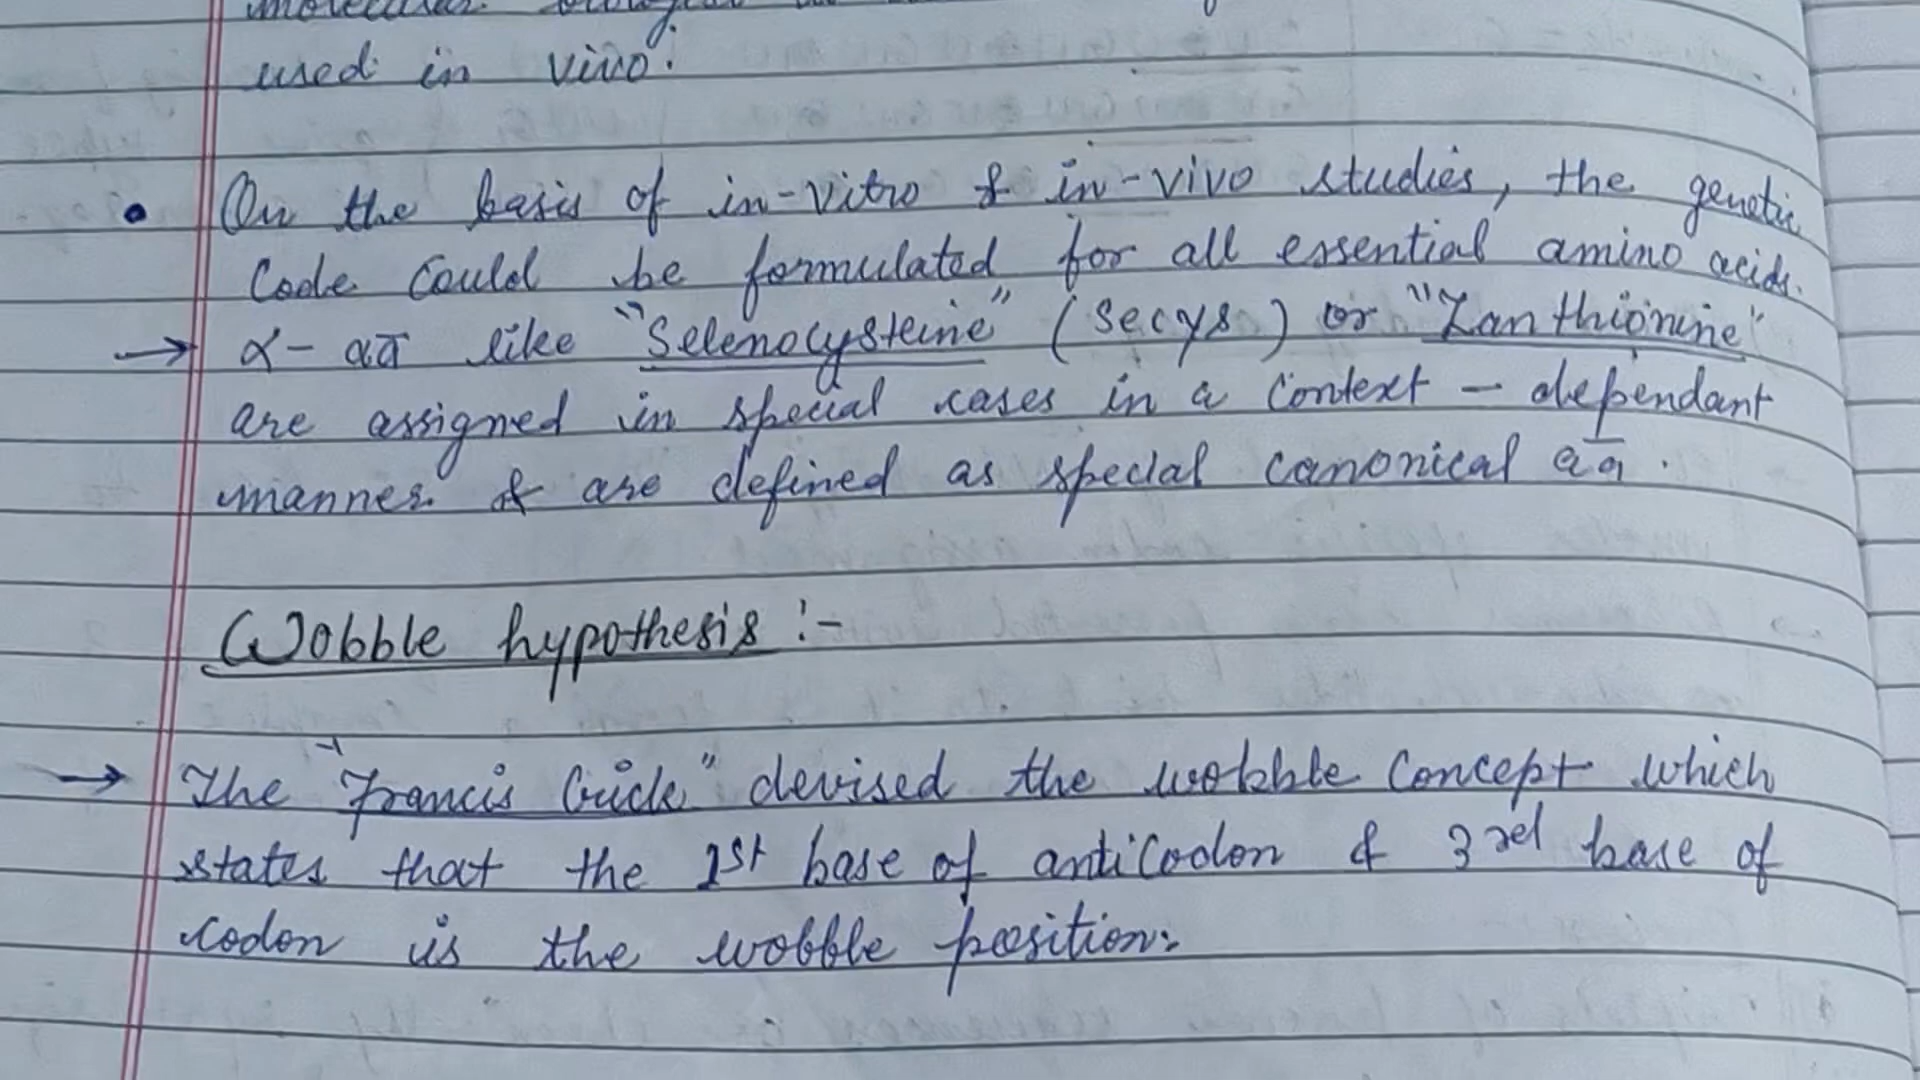 used in vivo.
• On the basis of in-vitro & in-vivo studies, the genetic
Code Could be formulated for all essential amino acids.
→ α- aa like "Selenocysteine" (secys) or "Zanthionine"
are assigned in special cases in a Context - dependant
manner & are defined as special canonical aa.
Wobble hypothesis :-
→ The "Francis Crick" devised the wobble Concept which
states that the 1st base of anticodon & 3rd base of
codon is the wobble position.